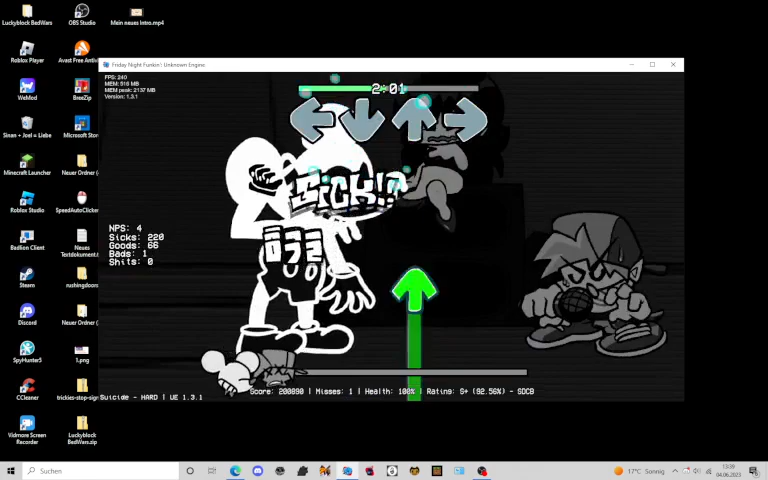 Luckyblock BedWars
OBS Studio
Mein neues Intro.mp4
Roblox Player
Avast Free Antivi
WeMod
BreeZip
Sinan + Joel = Liebe
Microsoft Stor
Minecraft Launcher
Neue Ordner (
Roblox Studio
SpeedAutoClicker
Badlion Client
Neues
Textdokument.t
Steam
rushingdoors
Discord
Neuer Ordner (
SpyHunter5
1.png
CCleaner
trickies-stop-sign
Vidmore Screen
Recorder
Luckyblock
BedWars.zip
Friday Night Funkin': Unknown Engine
FPS: 240
MEM: 516 MB
MEM peak: 2137 MB
Version: 1.3.1
2:01
SiCK!?
032
NPS: 4
Sicks: 220
Goods: 66
Bads: 1
Shits: 0
Score: 200890 | Misses: 1 | Health: 100% | Rating: S+ (92.56%) - SDCB
Suicide - HARD | UE 1.3.1
Suchen
17°C Sonnig
13:39
04.06.2023